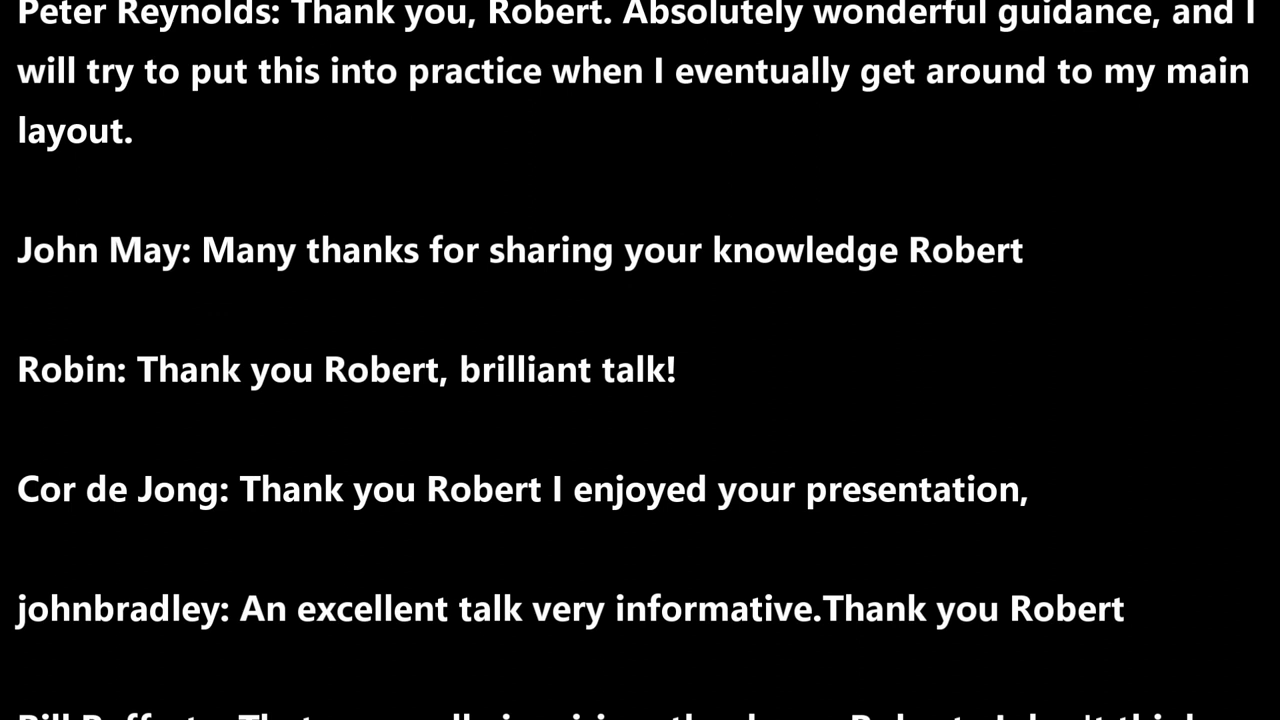 Peter Reynolds: Thank you, Robert. Absolutely wonderful guidance, and I
will try to put this into practice when I eventually get around to my main
layout.
John May: Many thanks for sharing your knowledge Robert
Robin: Thank you Robert, brilliant talk!
Cor de Jong: Thank you Robert I enjoyed your presentation,
johnbradley: An excellent talk very informative.Thank you Robert